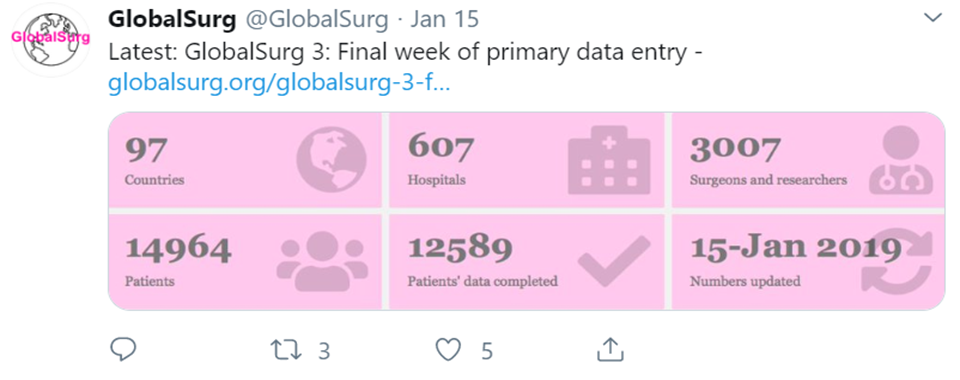 GlobalSurg
GlobalSurg @GlobalSurg · Jan 15
Latest: GlobalSurg 3: Final week of primary data entry -
globalsurg.org/globalsurg-3-f...
97
Countries
607
Hospitals
3007
Surgeons and researchers
14964
Patients
12589
Patients' data completed
15-Jan 2019
Numbers updated
3
5